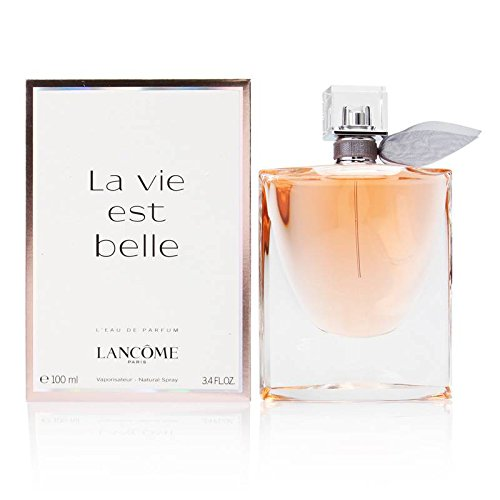 La vie
est
belle
L'EAU DE PARFUM
LANCÔME
PARIS
℮ 100 ml Vaporisateur - Natural Spray 3.4 FL.OZ.